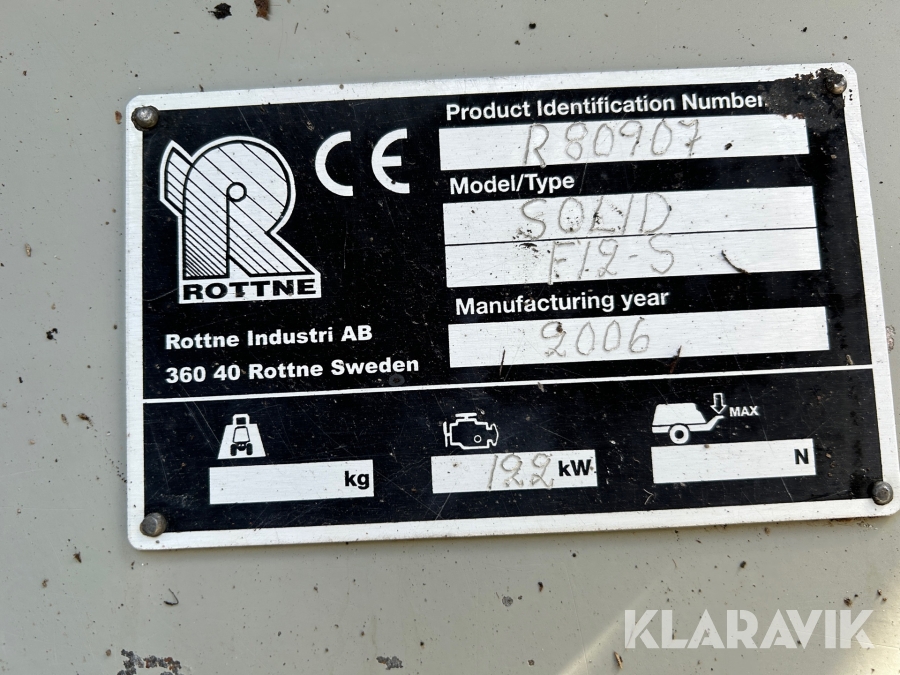 Product Identification Number
R80907
Model/Type
SOLID
F12-S
Manufacturing year
2006
CE
ROTTNE
Rottne Industri AB
360 40 Rottne Sweden
kg
122 kW
MAX
N
KLARAVIK